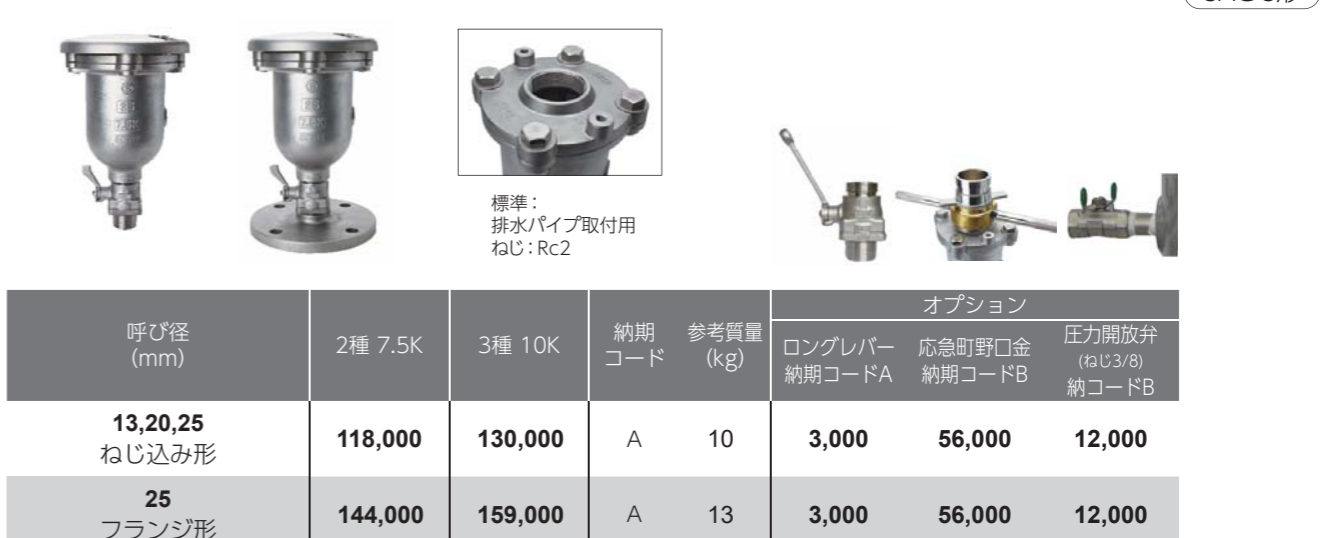 標準：
排水パイプ取付用
ねじ：Rc2
呼び径
(mm)
2種 7.5K
3種 10K
納期
コード
参考質量
(kg)
オプション
ロングレバー
納期コードA
応急町野口金
納期コードB
圧力開放弁
(ねじ3/8)
納コードB
13,20,25
ねじ込み形
118,000
130,000
A
10
3,000
56,000
12,000
25
フランジ形
144,000
159,000
A
13
3,000
56,000
12,000